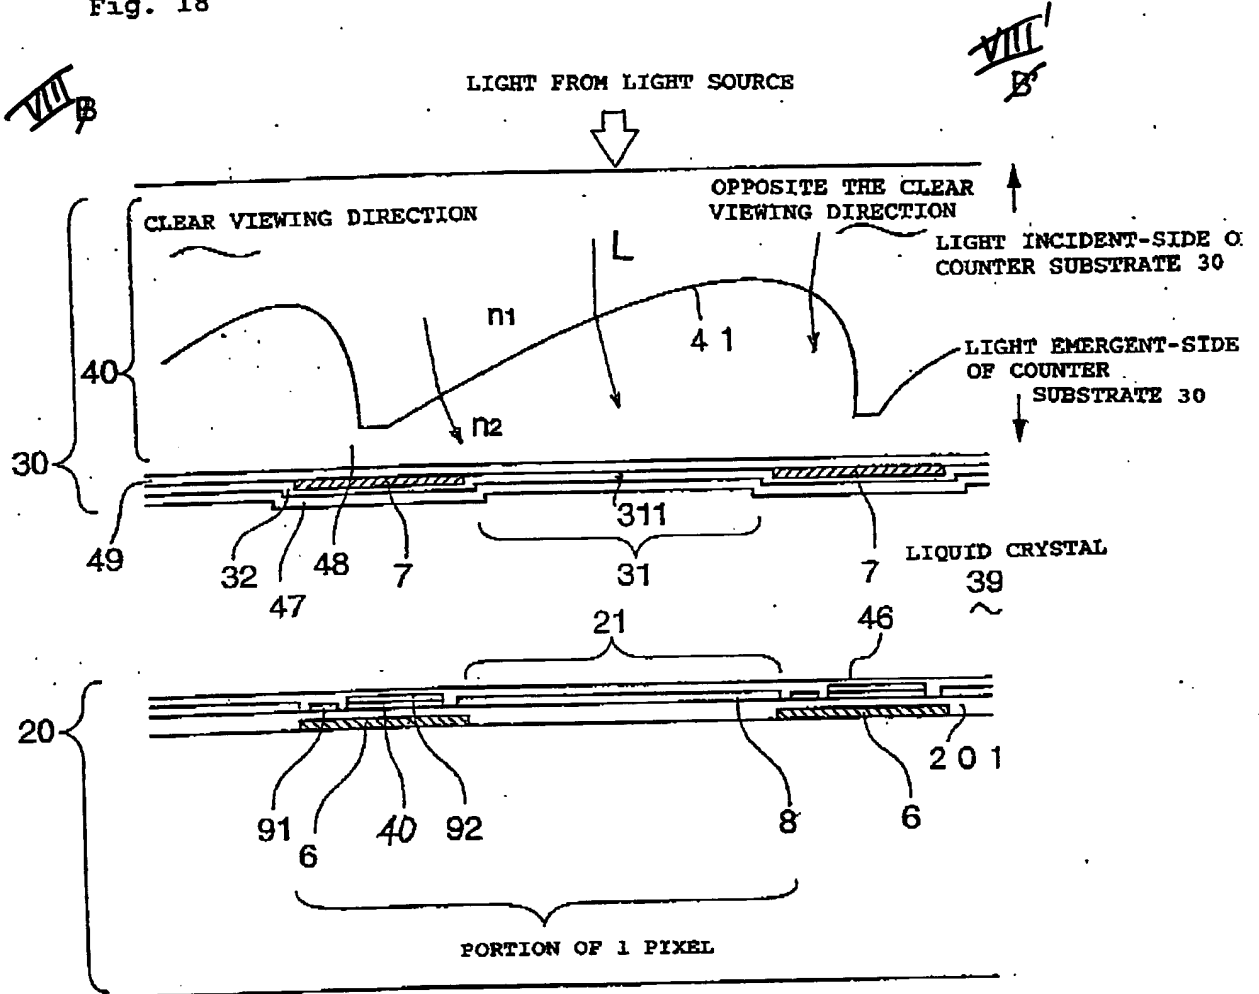 Fig. 18
VIII B
VIII' B'
LIGHT FROM LIGHT SOURCE
CLEAR VIEWING DIRECTION
OPPOSITE THE CLEAR
VIEWING DIRECTION
LIGHT INCIDENT-SIDE O
COUNTER SUBSTRATE 30
L
n1
41
40
LIGHT EMERGENT-SIDE
OF COUNTER
SUBSTRATE 30
n2
30
49
32
47
48
7
311
31
7
LIQUID CRYSTAL
39
21
46
20
91
6
40
92
8
6
201
PORTION OF 1 PIXEL